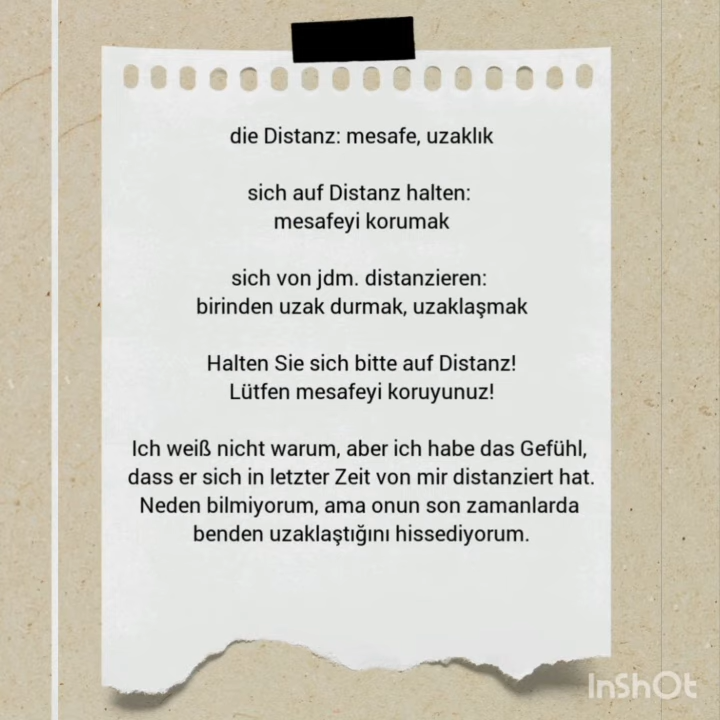 die Distanz: mesafe, uzaklık
sich auf Distanz halten:
mesafeyi korumak
sich von jdm. distanzieren:
birinden uzak durmak, uzaklaşmak
Halten Sie sich bitte auf Distanz!
Lütfen mesafeyi koruyunuz!
Ich weiß nicht warum, aber ich habe das Gefühl,
dass er sich in letzter Zeit von mir distanziert hat.
Neden bilmiyorum, ama onun son zamanlarda
benden uzaklaştığını hissediyorum.
InShOt